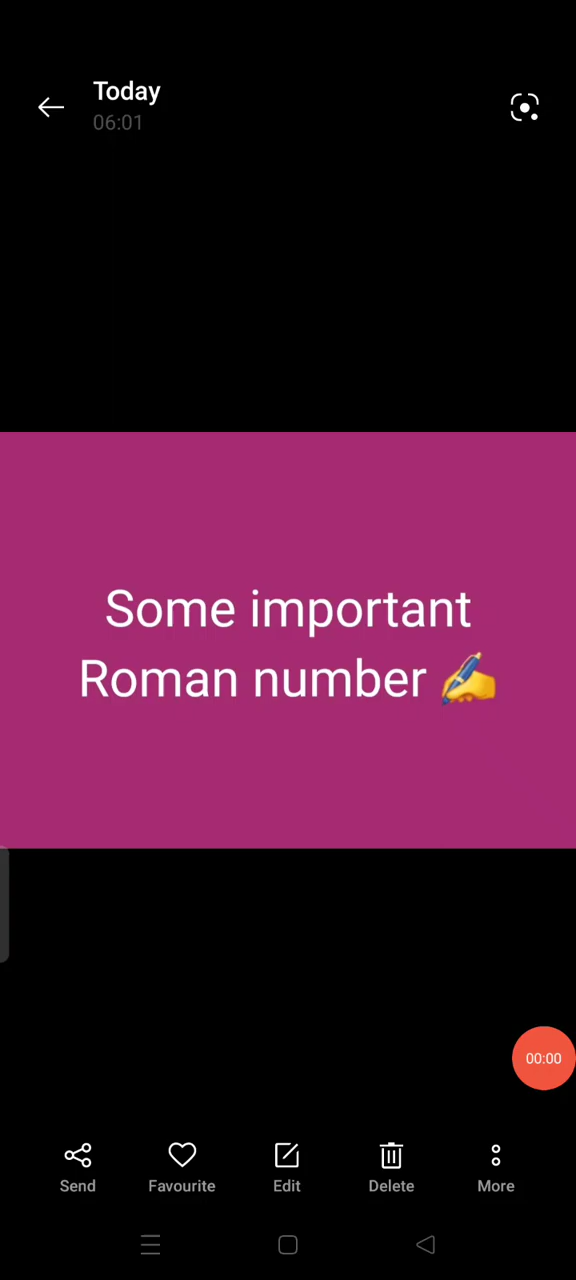 Today
06:01
Some important
Roman number ✍
00:00
Send Favourite Edit Delete More